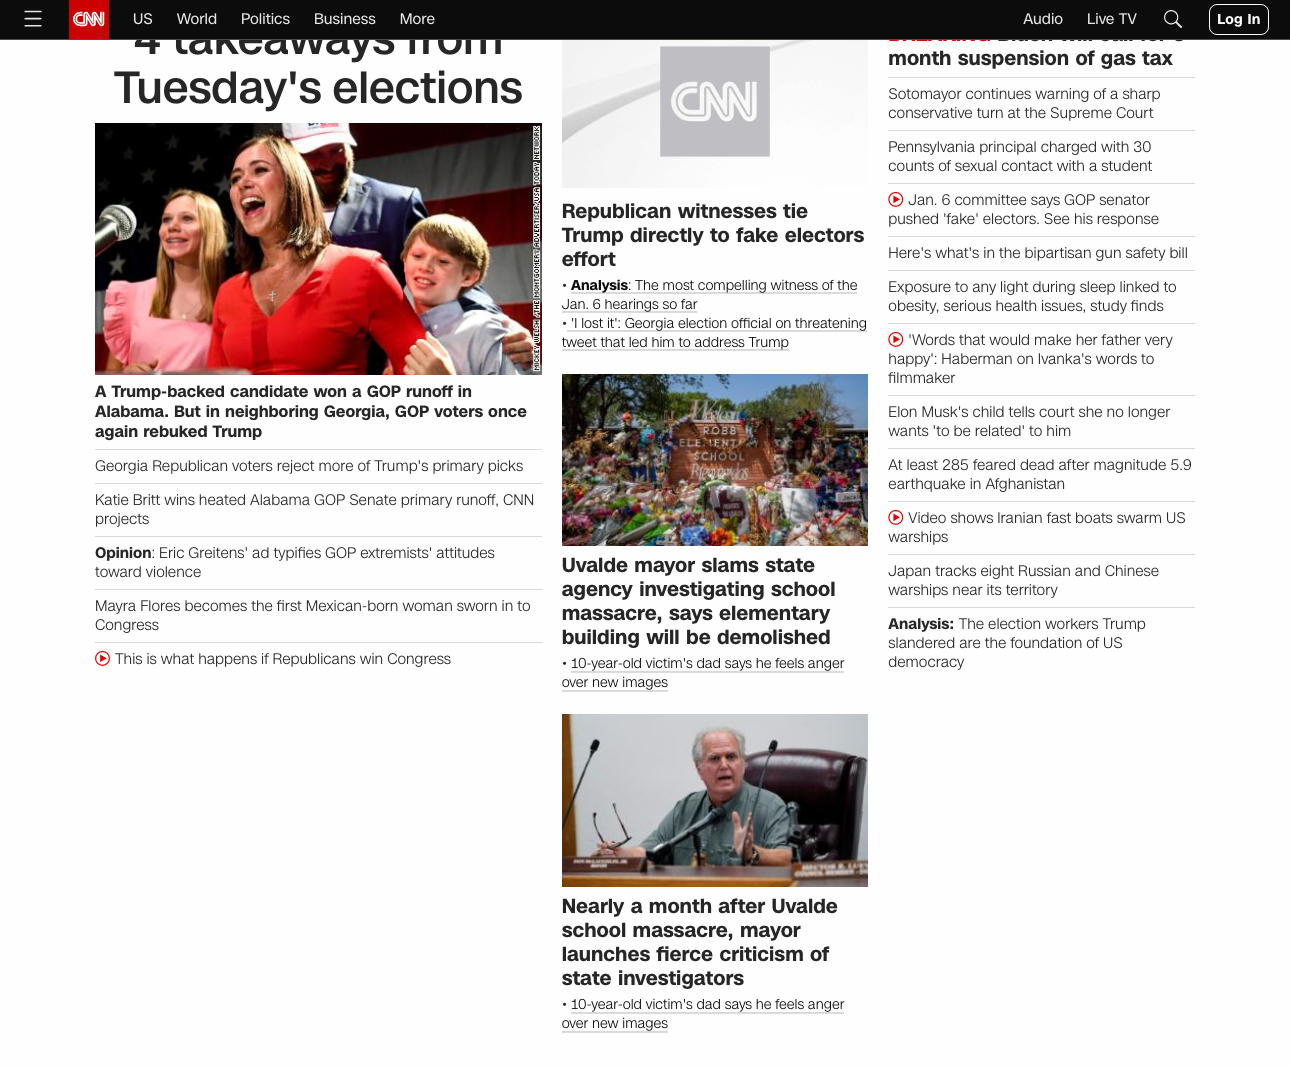 CNN
US
World
Politics
Business
More
Audio
Live TV
Log In
4 takeaways from
Tuesday's elections
MICKEY WELSH/THE MONTGOMERY ADVERTISER/USA TODAY NETWORK
A Trump-backed candidate won a GOP runoff in
Alabama. But in neighboring Georgia, GOP voters once
again rebuked Trump
Georgia Republican voters reject more of Trump's primary picks
Katie Britt wins heated Alabama GOP Senate primary runoff, CNN
projects
Opinion: Eric Greitens' ad typifies GOP extremists' attitudes
toward violence
Mayra Flores becomes the first Mexican-born woman sworn in to
Congress
This is what happens if Republicans win Congress
CNN
Republican witnesses tie
Trump directly to fake electors
effort
• Analysis: The most compelling witness of the
Jan. 6 hearings so far
• 'I lost it': Georgia election official on threatening
tweet that led him to address Trump
Welcome
ROBB
ELEMENTARY
SCHOOL
Bienvenidos
Uvalde mayor slams state
agency investigating school
massacre, says elementary
building will be demolished
• 10-year-old victim's dad says he feels anger
over new images
Nearly a month after Uvalde
school massacre, mayor
launches fierce criticism of
state investigators
• 10-year-old victim's dad says he feels anger
over new images
month suspension of gas tax
Sotomayor continues warning of a sharp
conservative turn at the Supreme Court
Pennsylvania principal charged with 30
counts of sexual contact with a student
Jan. 6 committee says GOP senator
pushed 'fake' electors. See his response
Here's what's in the bipartisan gun safety bill
Exposure to any light during sleep linked to
obesity, serious health issues, study finds
'Words that would make her father very
happy': Haberman on Ivanka's words to
filmmaker
Elon Musk's child tells court she no longer
wants 'to be related' to him
At least 285 feared dead after magnitude 5.9
earthquake in Afghanistan
Video shows Iranian fast boats swarm US
warships
Japan tracks eight Russian and Chinese
warships near its territory
Analysis: The election workers Trump
slandered are the foundation of US
democracy